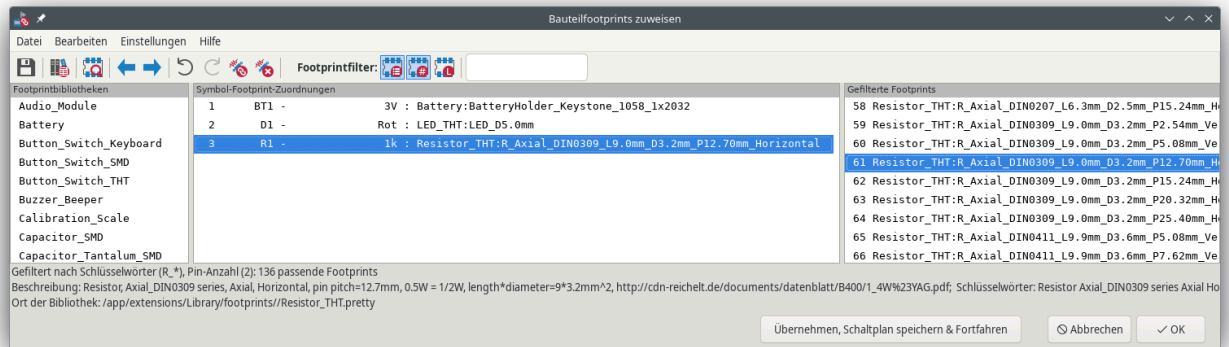 Bauteilfootprints zuweisen
Datei Bearbeiten Einstellungen Hilfe
Footprintfilter:
Footprintbibliotheken
Audio_Module
Battery
Button_Switch_Keyboard
Button_Switch_SMD
Button_Switch_THT
Buzzer_Beeper
Calibration_Scale
Capacitor_SMD
Capacitor_Tantalum_SMD
Symbol-Footprint-Zuordnungen
1 BT1 - 3V : Battery:BatteryHolder_Keystone_1058_1x2032
2 D1 - Rot : LED_THT:LED_D5.0mm
3 R1 - 1k : Resistor_THT:R_Axial_DIN0309_L9.0mm_D3.2mm_P12.70mm_Horizontal
Gefilterte Footprints
58 Resistor_THT:R_Axial_DIN0207_L6.3mm_D2.5mm_P15.24mm_H
59 Resistor_THT:R_Axial_DIN0309_L9.0mm_D3.2mm_P2.54mm_Ve
60 Resistor_THT:R_Axial_DIN0309_L9.0mm_D3.2mm_P5.08mm_Ve
61 Resistor_THT:R_Axial_DIN0309_L9.0mm_D3.2mm_P12.70mm_H
62 Resistor_THT:R_Axial_DIN0309_L9.0mm_D3.2mm_P15.24mm_H
63 Resistor_THT:R_Axial_DIN0309_L9.0mm_D3.2mm_P20.32mm_H
64 Resistor_THT:R_Axial_DIN0309_L9.0mm_D3.2mm_P25.40mm_H
65 Resistor_THT:R_Axial_DIN0411_L9.9mm_D3.6mm_P5.08mm_Ve
66 Resistor_THT:R_Axial_DIN0411_L9.9mm_D3.6mm_P7.62mm_Ve
Gefiltert nach Schlüsselwörter (R_*), Pin-Anzahl (2): 136 passende Footprints
Beschreibung: Resistor, Axial_DIN0309 series, Axial, Horizontal, pin pitch=12.7mm, 0.5W = 1/2W, length*diameter=9*3.2mm^2, http://cdn-reichelt.de/documents/datenblatt/B400/1_4W%23YAG.pdf; Schlüsselwörter: Resistor Axial_DIN0309 series Axial Ho
Ort der Bibliothek: /app/extensions/Library/footprints//Resistor_THT.pretty
Übernehmen, Schaltplan speichern & Fortfahren Abbrechen OK